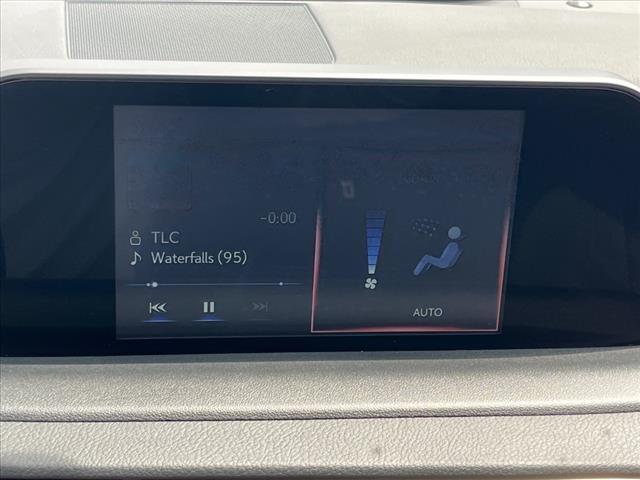 -0:00
TLC
Waterfalls (95)
AUTO